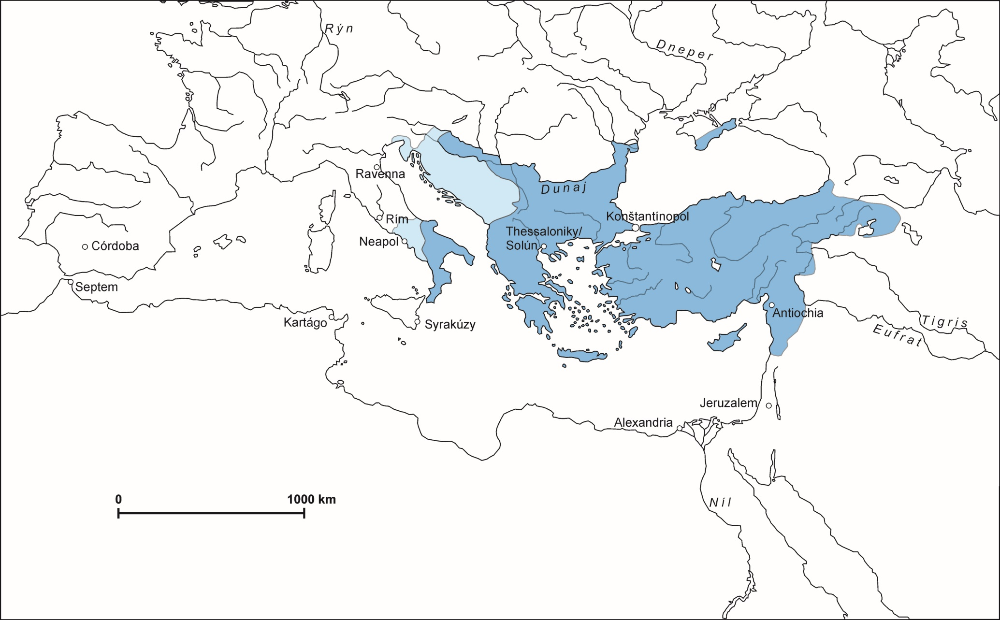 Rýn
Dneper
Ravenna
Dunaj
Rím
Konštantínopol
Neapol
Thessaloniky/
Solún
Córdoba
Septem
Kartágo
Syrakúzy
Antiochia
Tigris
Eufrat
Jeruzalem
Alexandria
Níl
0 1000 km